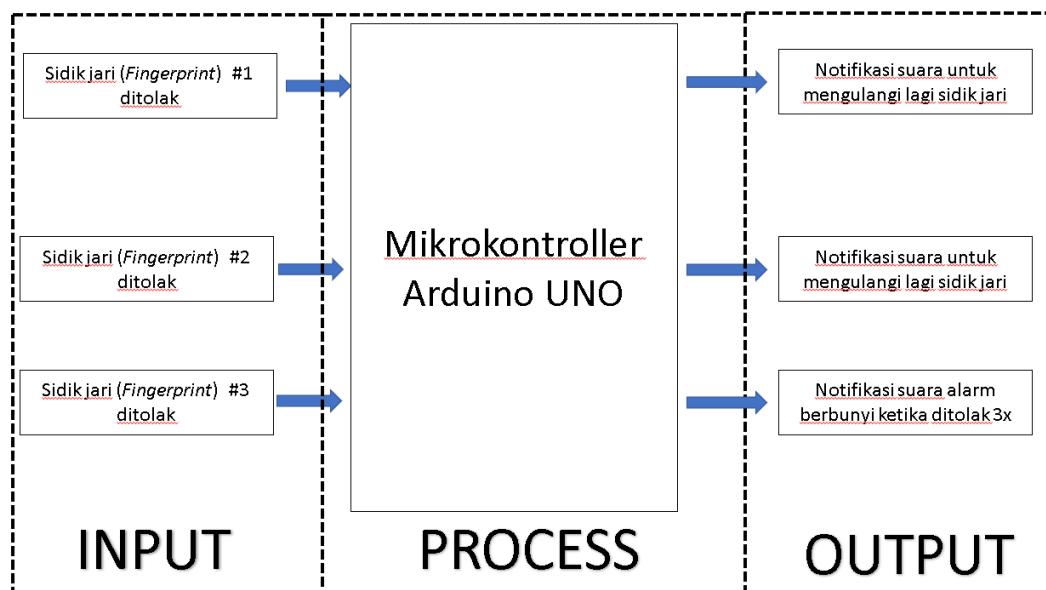 Sidik jari (Fingerprint) #1
ditolak
Sidik jari (Fingerprint) #2
ditolak
Sidik jari (Fingerprint) #3
ditolak
INPUT
Mikrokontroller
Arduino UNO
PROCESS
Notifikasi suara untuk
mengulangi lagi sidik jari
Notifikasi suara untuk
mengulangi lagi sidik jari
Notifikasi suara alarm
berbunyi ketika ditolak 3x
OUTPUT